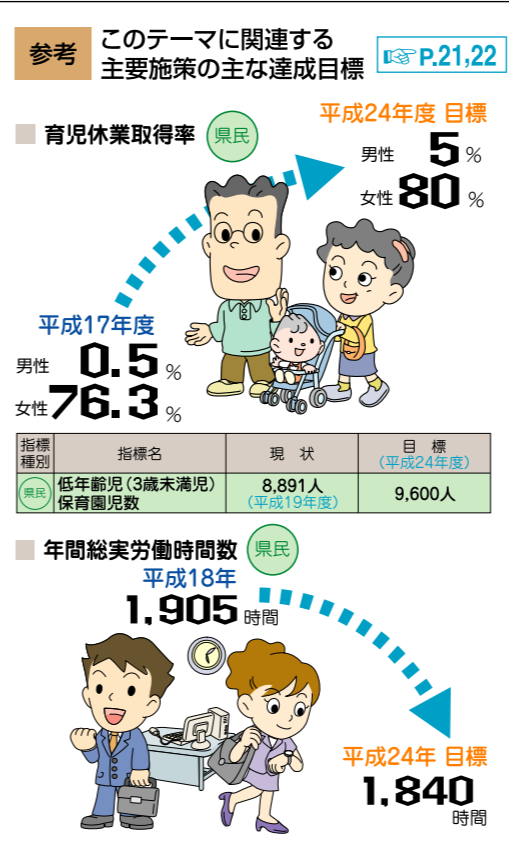 参考
このテーマに関連する
主要施策の主な達成目標
☞P.21,22
育児休業取得率 県民
平成24年度 目標
男性 5%
女性 80%
平成17年度
男性 0.5%
女性 76.3%
指標種別 指標名 現状 目標(平成24年度)
県民 低年齢児(3歳未満児)保育園児数 8,891人(平成19年度) 9,600人
年間総実労働時間数 県民
平成18年
1,905時間
平成24年 目標
1,840
時間